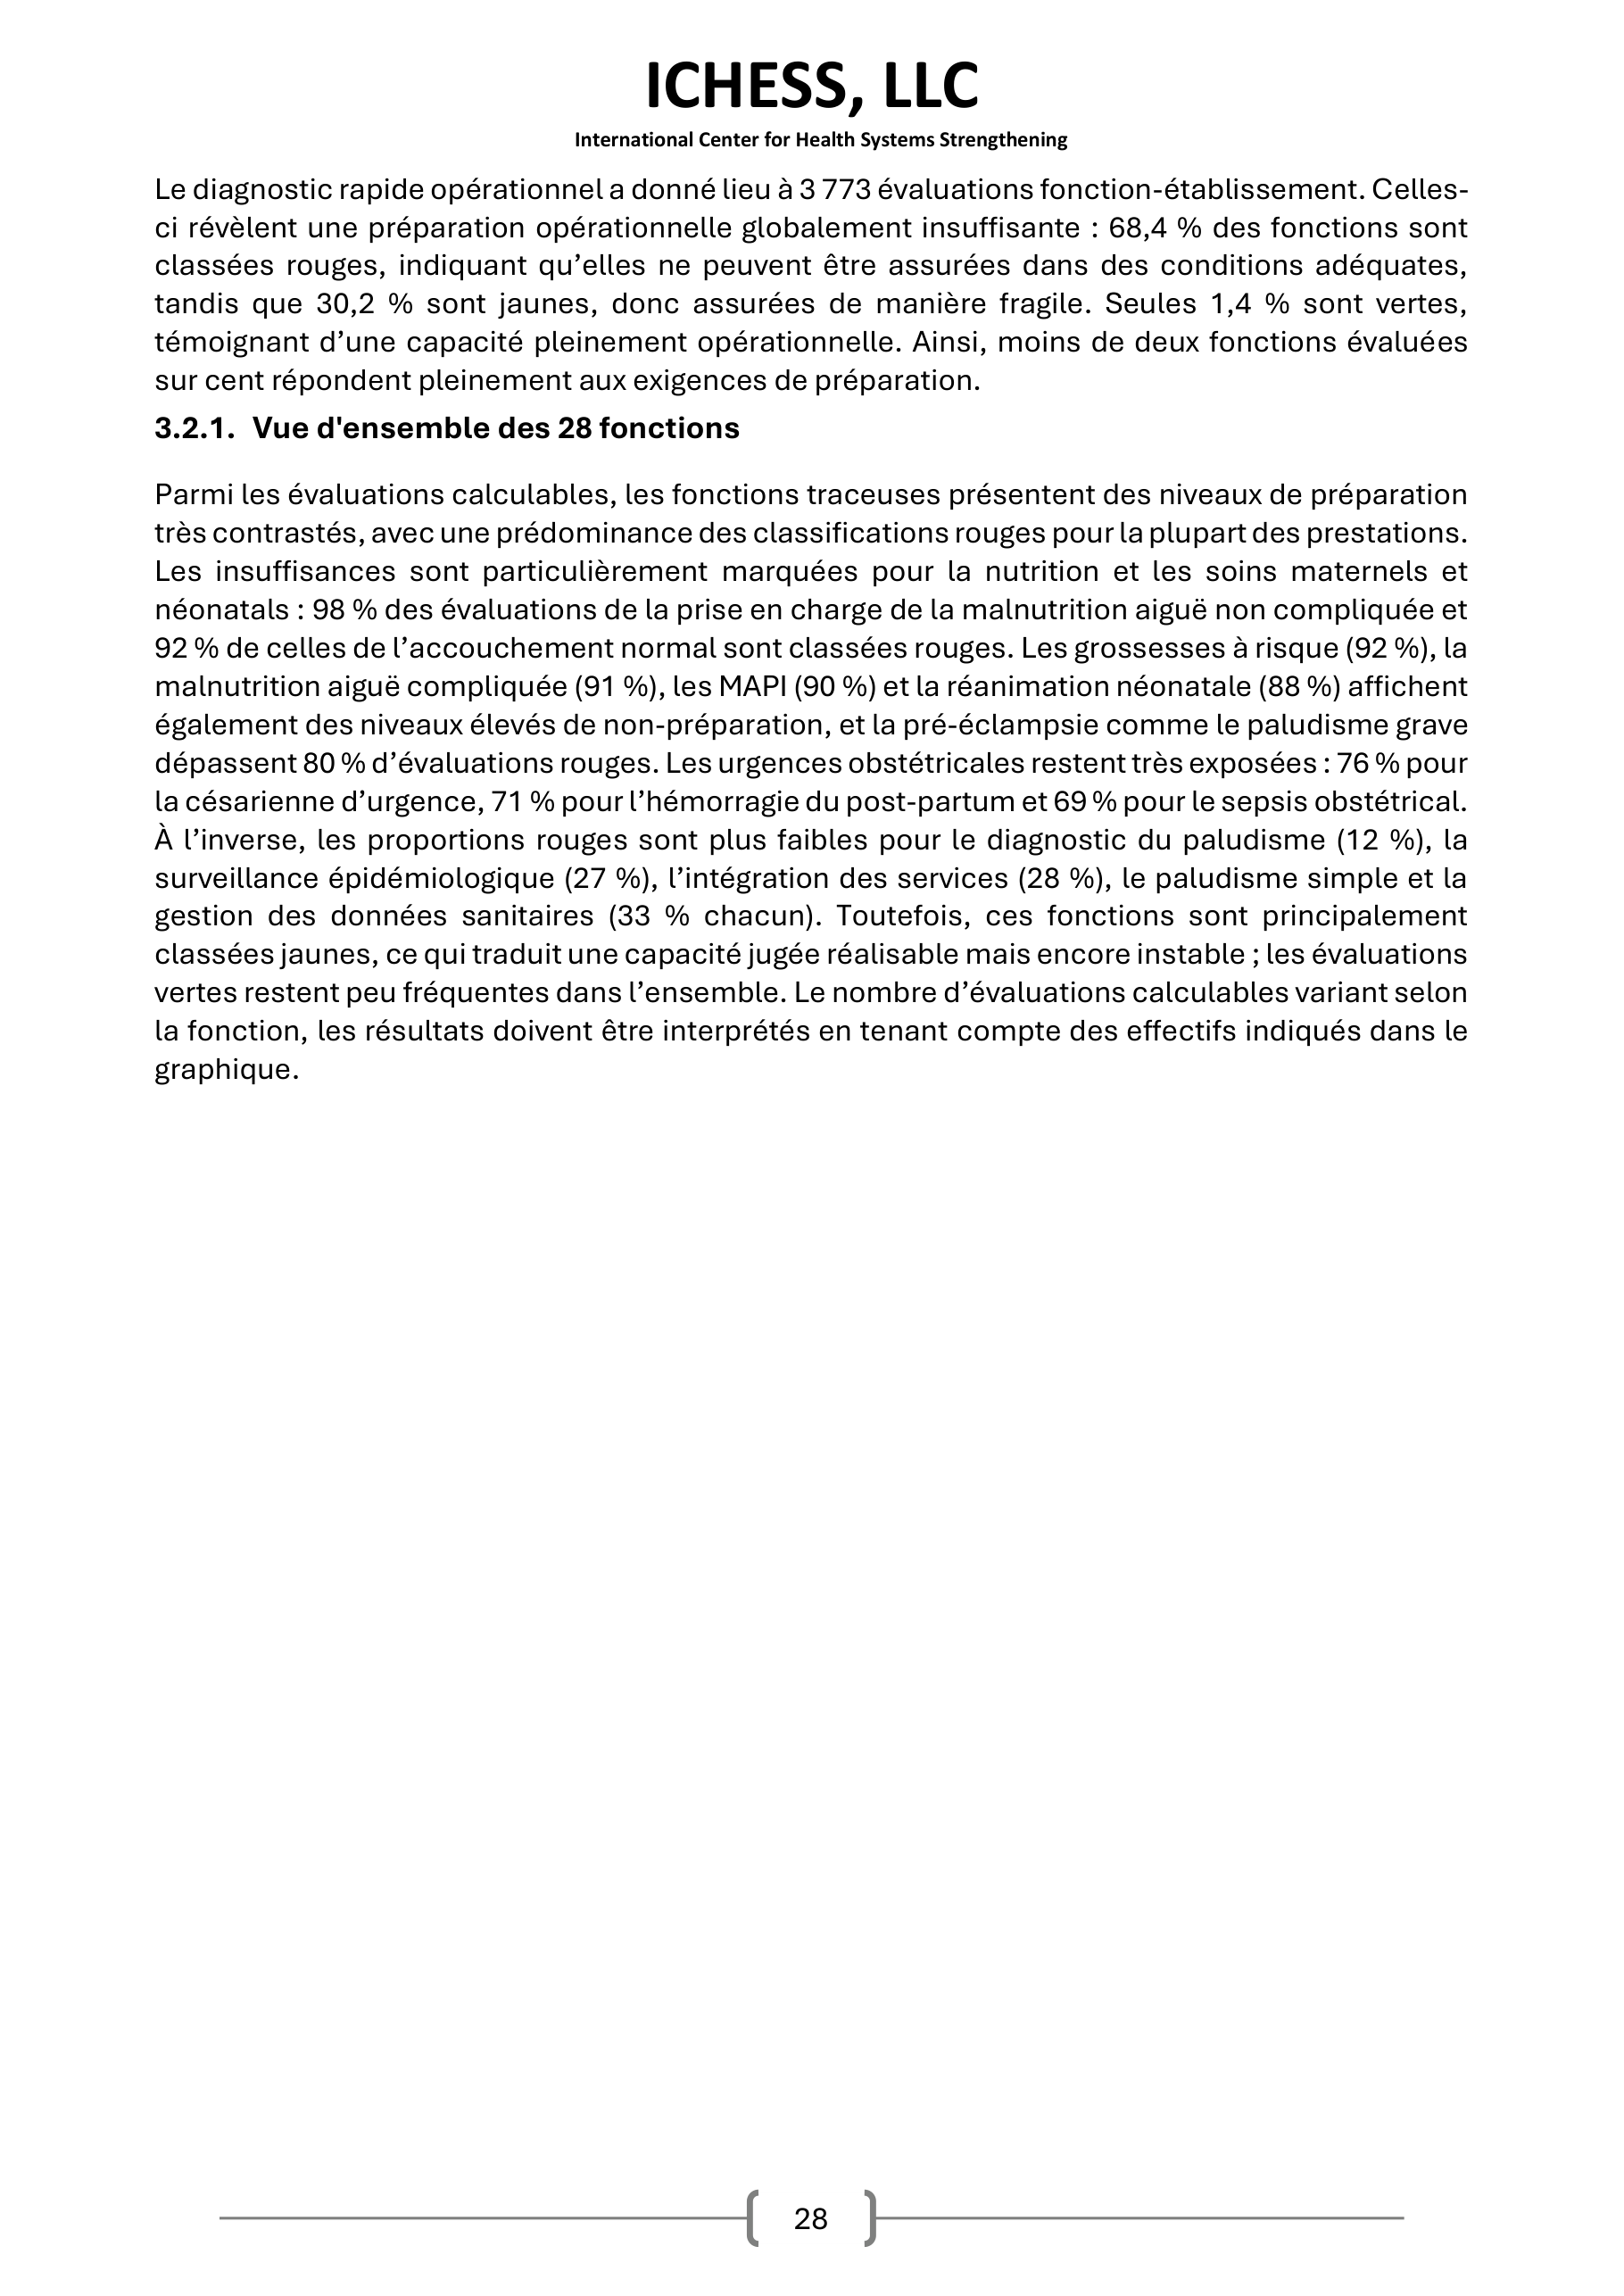 ICHESS, LLC
International Center for Health Systems Strengthening
Le diagnostic rapide opérationnel a donné lieu à 3 773 évaluations fonction-établissement. Celles-
ci révèlent une préparation opérationnelle globalement insuffisante : 68,4 % des fonctions sont
classées rouges, indiquant qu’elles ne peuvent être assurées dans des conditions adéquates,
tandis que 30,2 % sont jaunes, donc assurées de manière fragile. Seules 1,4 % sont vertes,
témoignant d’une capacité pleinement opérationnelle. Ainsi, moins de deux fonctions évaluées
sur cent répondent pleinement aux exigences de préparation.
3.2.1. Vue d'ensemble des 28 fonctions
Parmi les évaluations calculables, les fonctions traceuses présentent des niveaux de préparation
très contrastés, avec une prédominance des classifications rouges pour la plupart des prestations.
Les insuffisances sont particulièrement marquées pour la nutrition et les soins maternels et
néonatals : 98 % des évaluations de la prise en charge de la malnutrition aiguë non compliquée et
92 % de celles de l’accouchement normal sont classées rouges. Les grossesses à risque (92 %), la
malnutrition aiguë compliquée (91 %), les MAPI (90 %) et la réanimation néonatale (88 %) affichent
également des niveaux élevés de non-préparation, et la pré-éclampsie comme le paludisme grave
dépassent 80 % d’évaluations rouges. Les urgences obstétricales restent très exposées : 76 % pour
la césarienne d’urgence, 71 % pour l’hémorragie du post-partum et 69 % pour le sepsis obstétrical.
À l’inverse, les proportions rouges sont plus faibles pour le diagnostic du paludisme (12 %), la
surveillance épidémiologique (27 %), l’intégration des services (28 %), le paludisme simple et la
gestion des données sanitaires (33 % chacun). Toutefois, ces fonctions sont principalement
classées jaunes, ce qui traduit une capacité jugée réalisable mais encore instable ; les évaluations
vertes restent peu fréquentes dans l’ensemble. Le nombre d’évaluations calculables variant selon
la fonction, les résultats doivent être interprétés en tenant compte des effectifs indiqués dans le
graphique.
28